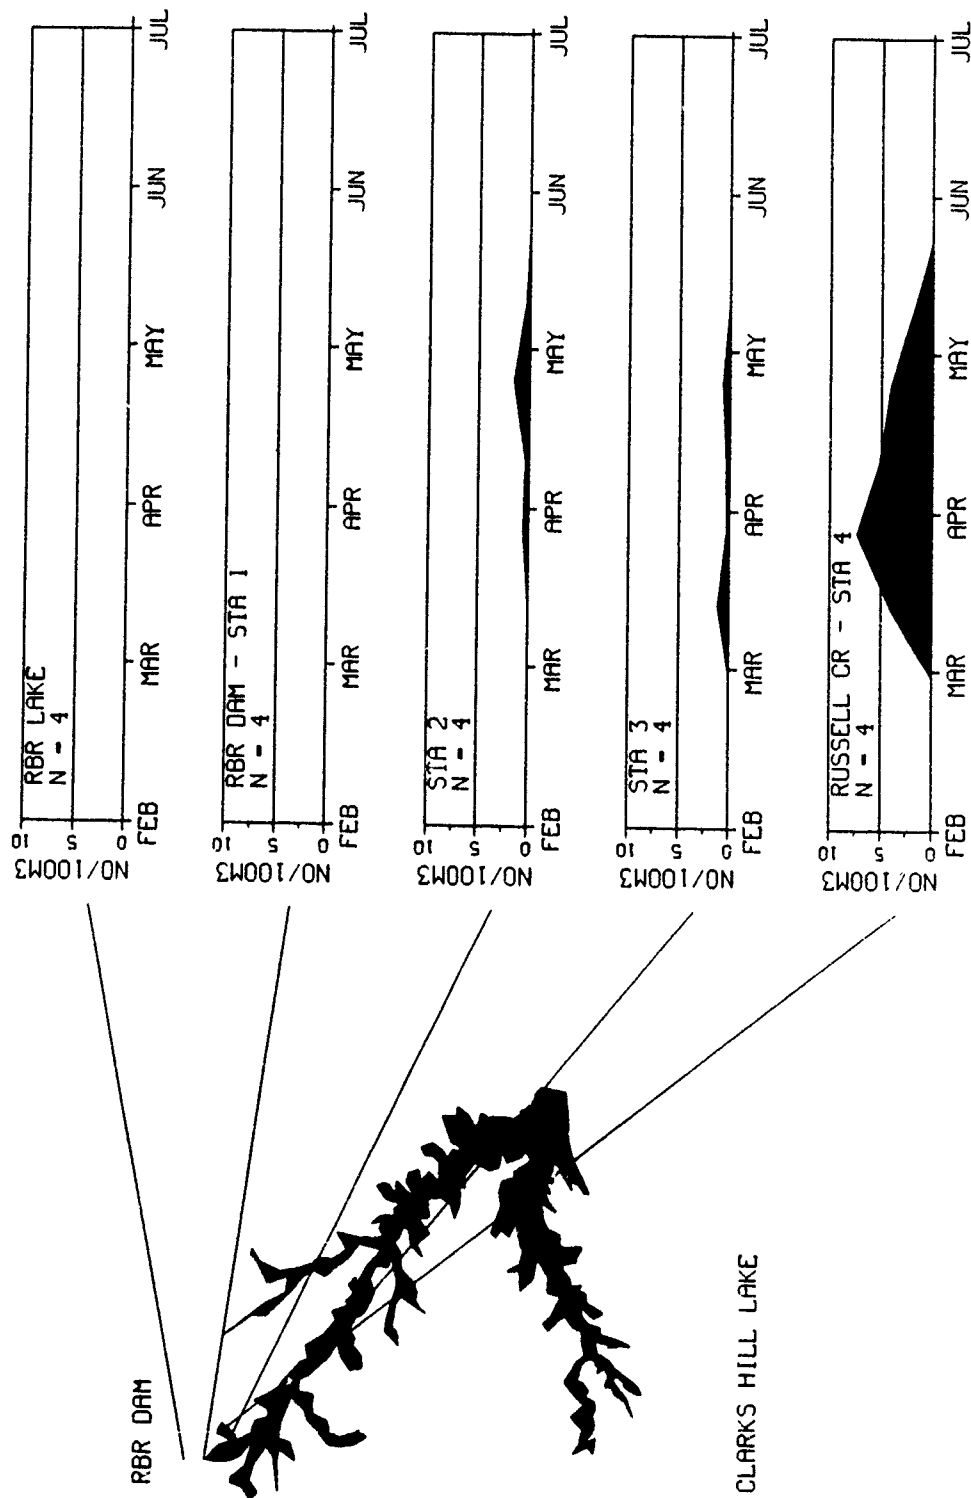 RBR DAM
CLARKS HILL LAKE
RBR LAKE
N - 4
NO/100M3
10
5
0
FEB MAR APR MAY JUN JUL
RBR DAM - STA 1
N - 4
NO/100M3
10
5
0
FEB MAR APR MAY JUN JUL
STA 2
N - 4
NO/100M3
10
5
0
FEB MAR APR MAY JUN JUL
STA 3
N - 4
NO/100M3
10
5
0
FEB MAR APR MAY JUN JUL
RUSSELL CR - STA 4
N - 4
NO/100M3
10
5
0
FEB MAR APR MAY JUN JUL